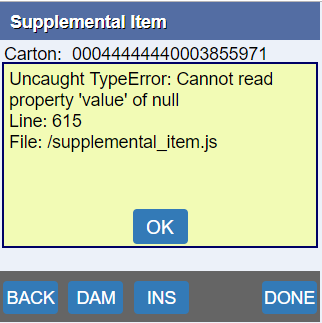 Supplemental Item
Carton: 00044444440003855971
Uncaught TypeError: Cannot read
property 'value' of null
Line: 615
File: /supplemental_item.js
OK
BACK DAM INS DONE